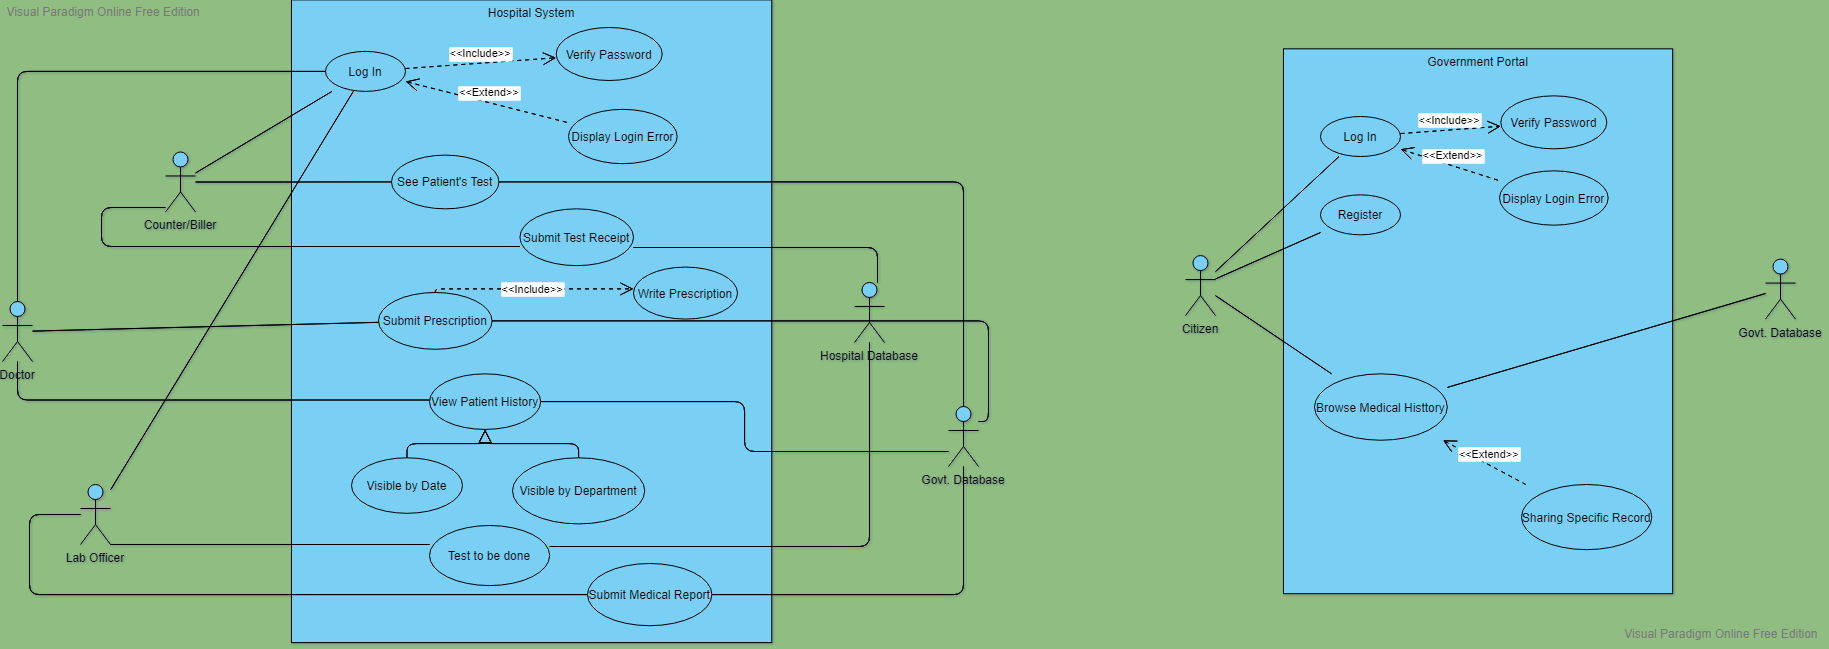 Visual Paradigm Online Free Edition
Hospital System
Log In
<<Include>>
Verify Password
<<Extend>>
Display Login Error
See Patient's Test
Counter/Biller
Submit Test Receipt
<<Include>>
Write Prescription
Submit Prescription
Hospital Database
Doctor
View Patient History
Visible by Date
Visible by Department
Govt. Database
Lab Officer
Test to be done
Submit Medical Report
Government Portal
Log In
<<Include>>
Verify Password
<<Extend>>
Display Login Error
Register
Citizen
Govt. Database
Browse Medical Histtory
<<Extend>>
Sharing Specific Record
Visual Paradigm Online Free Edition